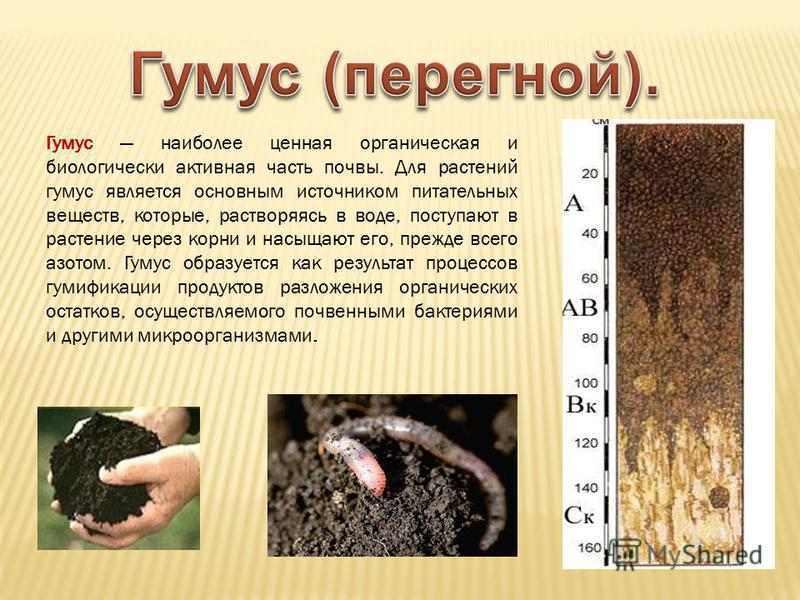 Гумус (перегной).
Гумус — наиболее ценная органическая и
биологически активная часть почвы. Для растений
гумус является основным источником питательных
веществ, которые, растворяясь в воде, поступают в
растение через корни и насыщают его, прежде всего
азотом. Гумус образуется как результат процессов
гумификации продуктов разложения органических
остатков, осуществляемого почвенными бактериями
и другими микроорганизмами.
см
20
А
40
60
АВ
80
100
Вк
120
140
Ск
160
MyShared